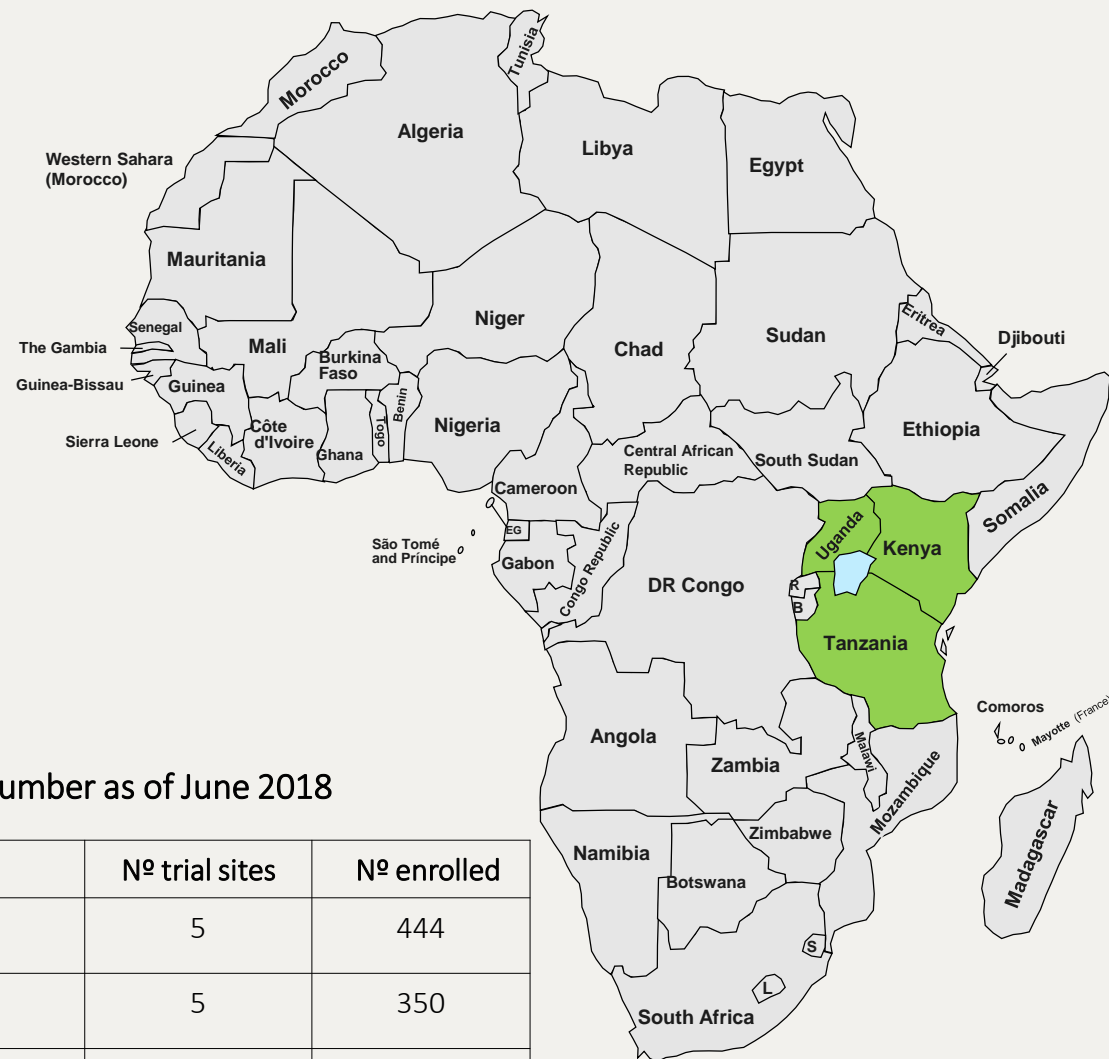 Tunisia
Morocco
Algeria
Libya
Egypt
Western Sahara
(Morocco)
Mauritania
Niger
Mali
Chad
Sudan
Eritrea
Djibouti
Senegal
The Gambia
Guinea-Bissau
Guinea
Sierra Leone
Liberia
Côte
d'Ivoire
Burkina
Faso
Ghana
Togo
Benin
Nigeria
Cameroon
Central African
Republic
South Sudan
Ethiopia
Somalia
EG
São Tomé
and Príncipe
Gabon
Congo Republic
DR Congo
Uganda
Kenya
R
B
Tanzania
Comoros
Mayotte (France)
Angola
Zambia
Malawi
Mozambique
Zimbabwe
Madagascar
Namibia
Botswana
S
L
South Africa
as of June 2018
Nº trial sites Nº enrolled
5 444
5 350